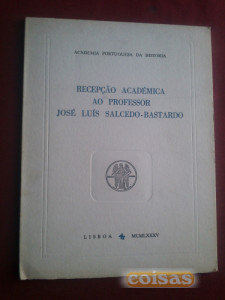 ACADEMIA PORTUGUESA DA HISTÓRIA
RECEPÇÃO ACADÉMICA
AO PROFESSOR
JOSÉ LUÍS SALCEDO-BASTARDO
LISBOA MCMLXXXV
coisas